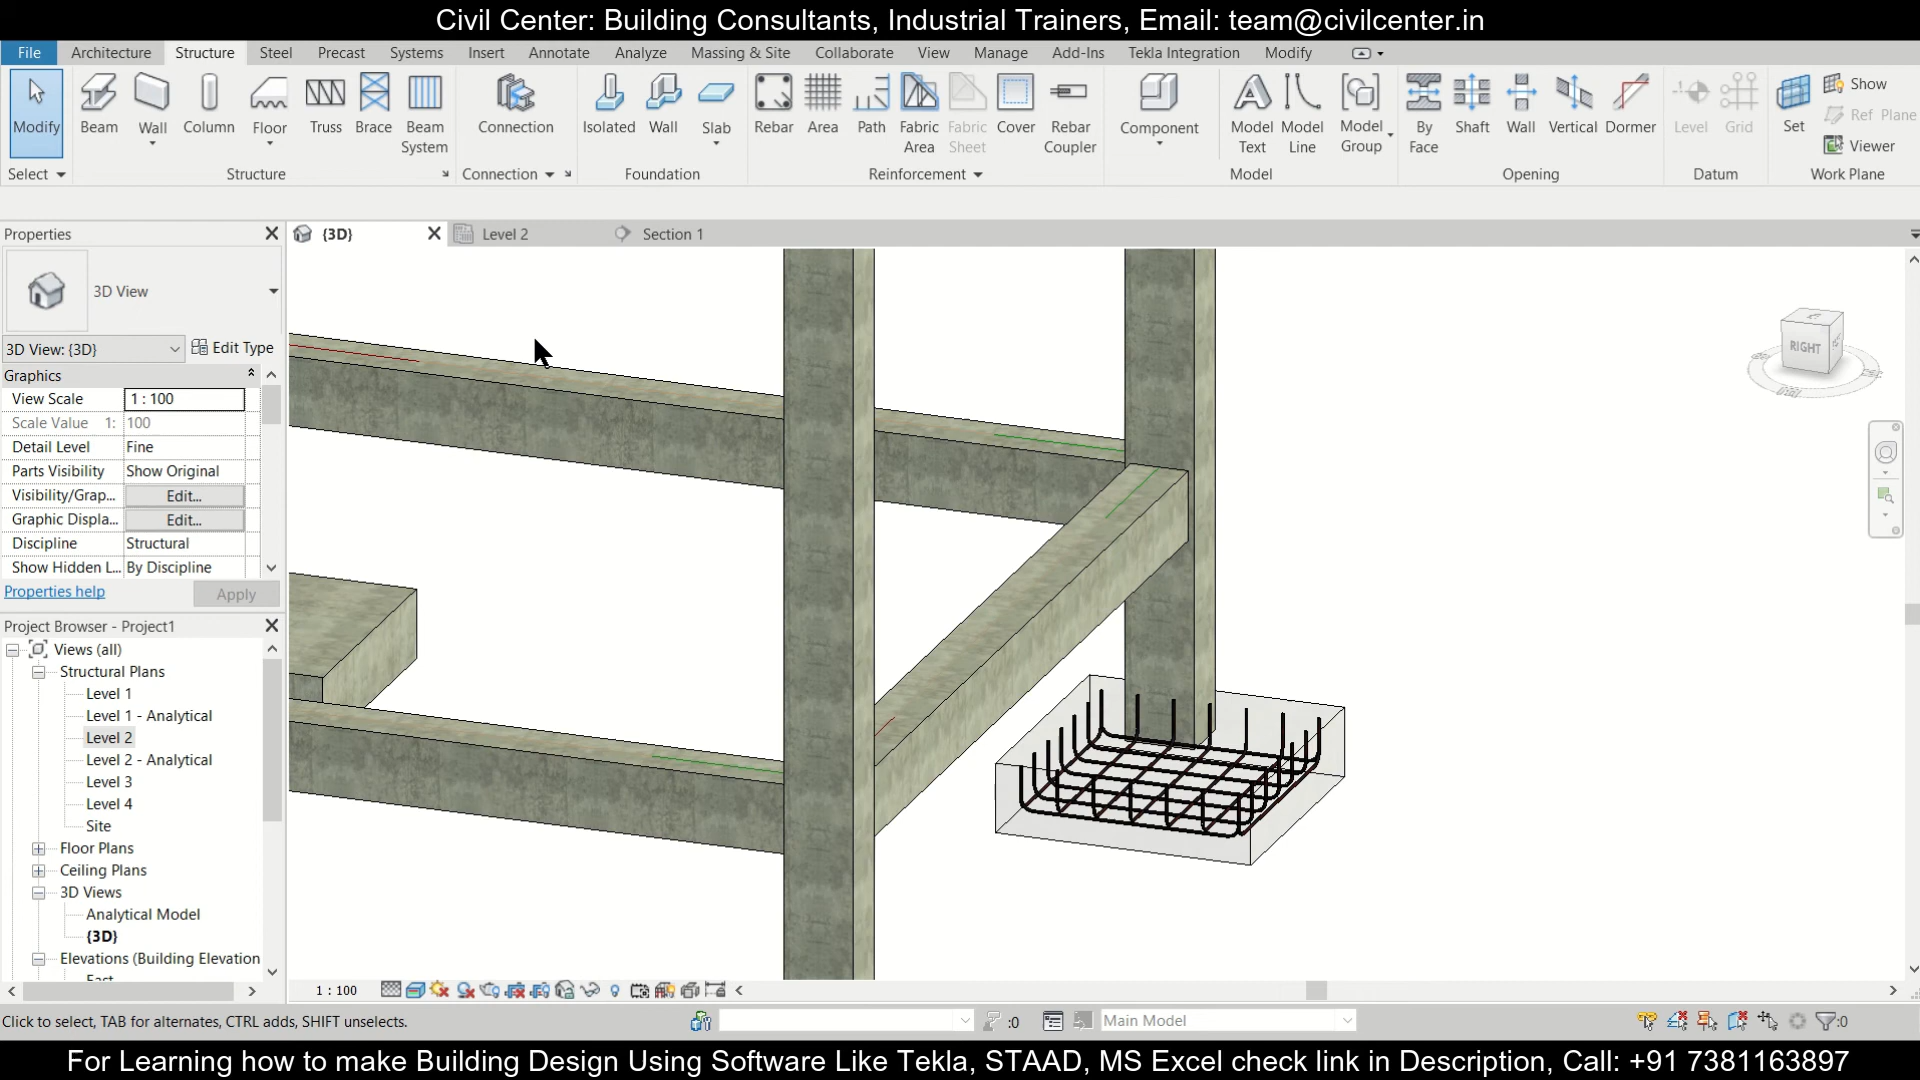 Civil Center: Building Consultants, Industrial Trainers, Email: team@civilcenter.in
File Architecture Structure Steel Precast Systems Insert Annotate Analyze Massing & Site Collaborate View Manage Add-Ins Tekla Integration Modify
Modify Beam Wall Column Floor Truss Brace Beam System Connection Isolated Wall Slab Rebar Area Path Fabric Area Fabric Sheet Cover Rebar Coupler Component Model Text Model Line Model Group By Face Shaft Wall Vertical Dormer Level Grid Set Show Ref Plane Viewer
Select Structure Connection Foundation Reinforcement Model Opening Datum Work Plane
Properties
{3D} Level 2 Section 1
3D View
3D View: {3D} Edit Type
Graphics
View Scale 1 : 100
Scale Value 1: 100
Detail Level Fine
Parts Visibility Show Original
Visibility/Grap... Edit...
Graphic Displa... Edit...
Discipline Structural
Show Hidden L... By Discipline
Properties help Apply
RIGHT
Project Browser - Project1
Views (all)
Structural Plans
Level 1
Level 1 - Analytical
Level 2
Level 2 - Analytical
Level 3
Level 4
Site
Floor Plans
Ceiling Plans
3D Views
Analytical Model
{3D}
Elevations (Building Elevation
East
1 : 100
Click to select, TAB for alternates, CTRL adds, SHIFT unselects. :0 Main Model :0
For Learning how to make Building Design Using Software Like Tekla, STAAD, MS Excel check link in Description, Call: +91 7381163897